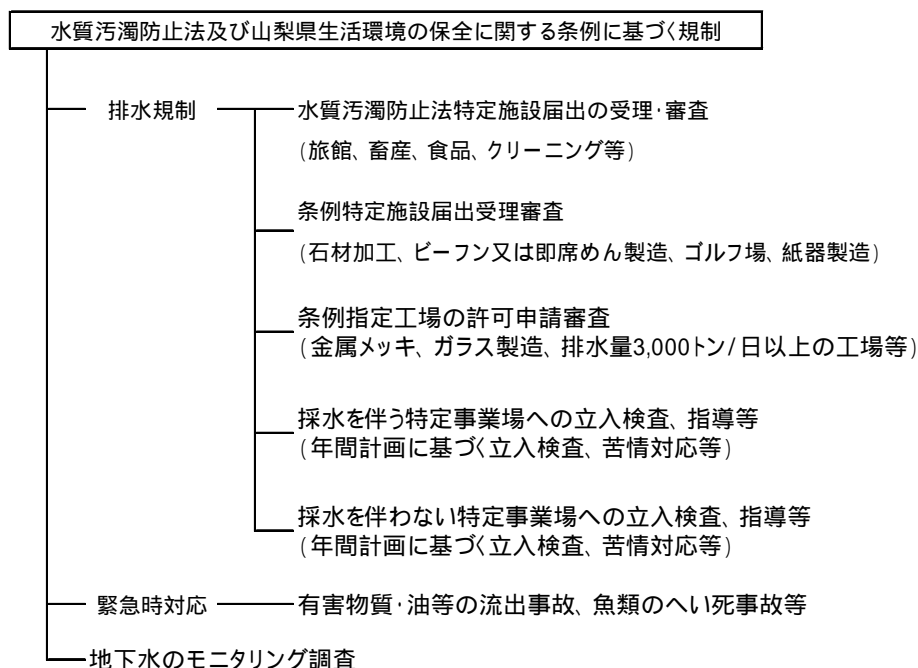 水質汚濁防止法及び山梨県生活環境の保全に関する条例に基づく規制
排水規制
水質汚濁防止法特定施設届出の受理・審査
(旅館、畜産、食品、クリーニング等)
条例特定施設届出受理審査
(石材加工、ビーフン又は即席めん製造、ゴルフ場、紙器製造)
条例指定工場の許可申請審査
(金属メッキ、ガラス製造、排水量3,000トン/日以上の工場等)
採水を伴う特定事業場への立入検査、指導等
(年間計画に基づく立入検査、苦情対応等)
採水を伴わない特定事業場への立入検査、指導等
(年間計画に基づく立入検査、苦情対応等)
緊急時対応
有害物質・油等の流出事故、魚類のへい死事故等
地下水のモニタリング調査